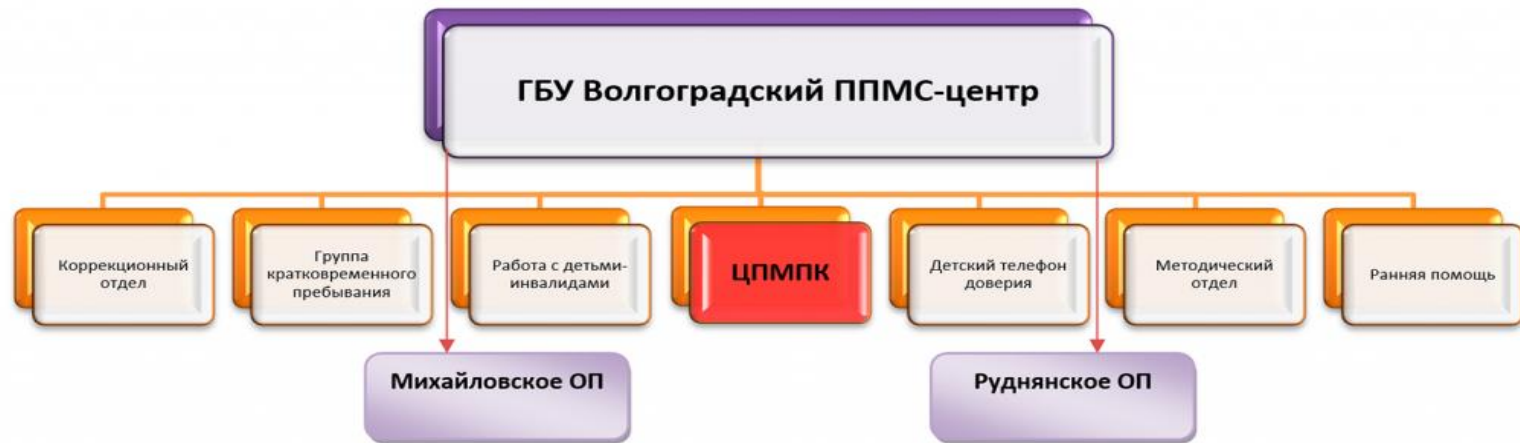 ГБУ Волгоградский ППМС-центр
Коррекционный
отдел
Группа
кратковременного
пребывания
Работа с детьми-
инвалидами
ЦПМПК
Детский телефон
доверия
Методический
отдел
Ранняя помощь
Михайловское ОП
Руднянское ОП